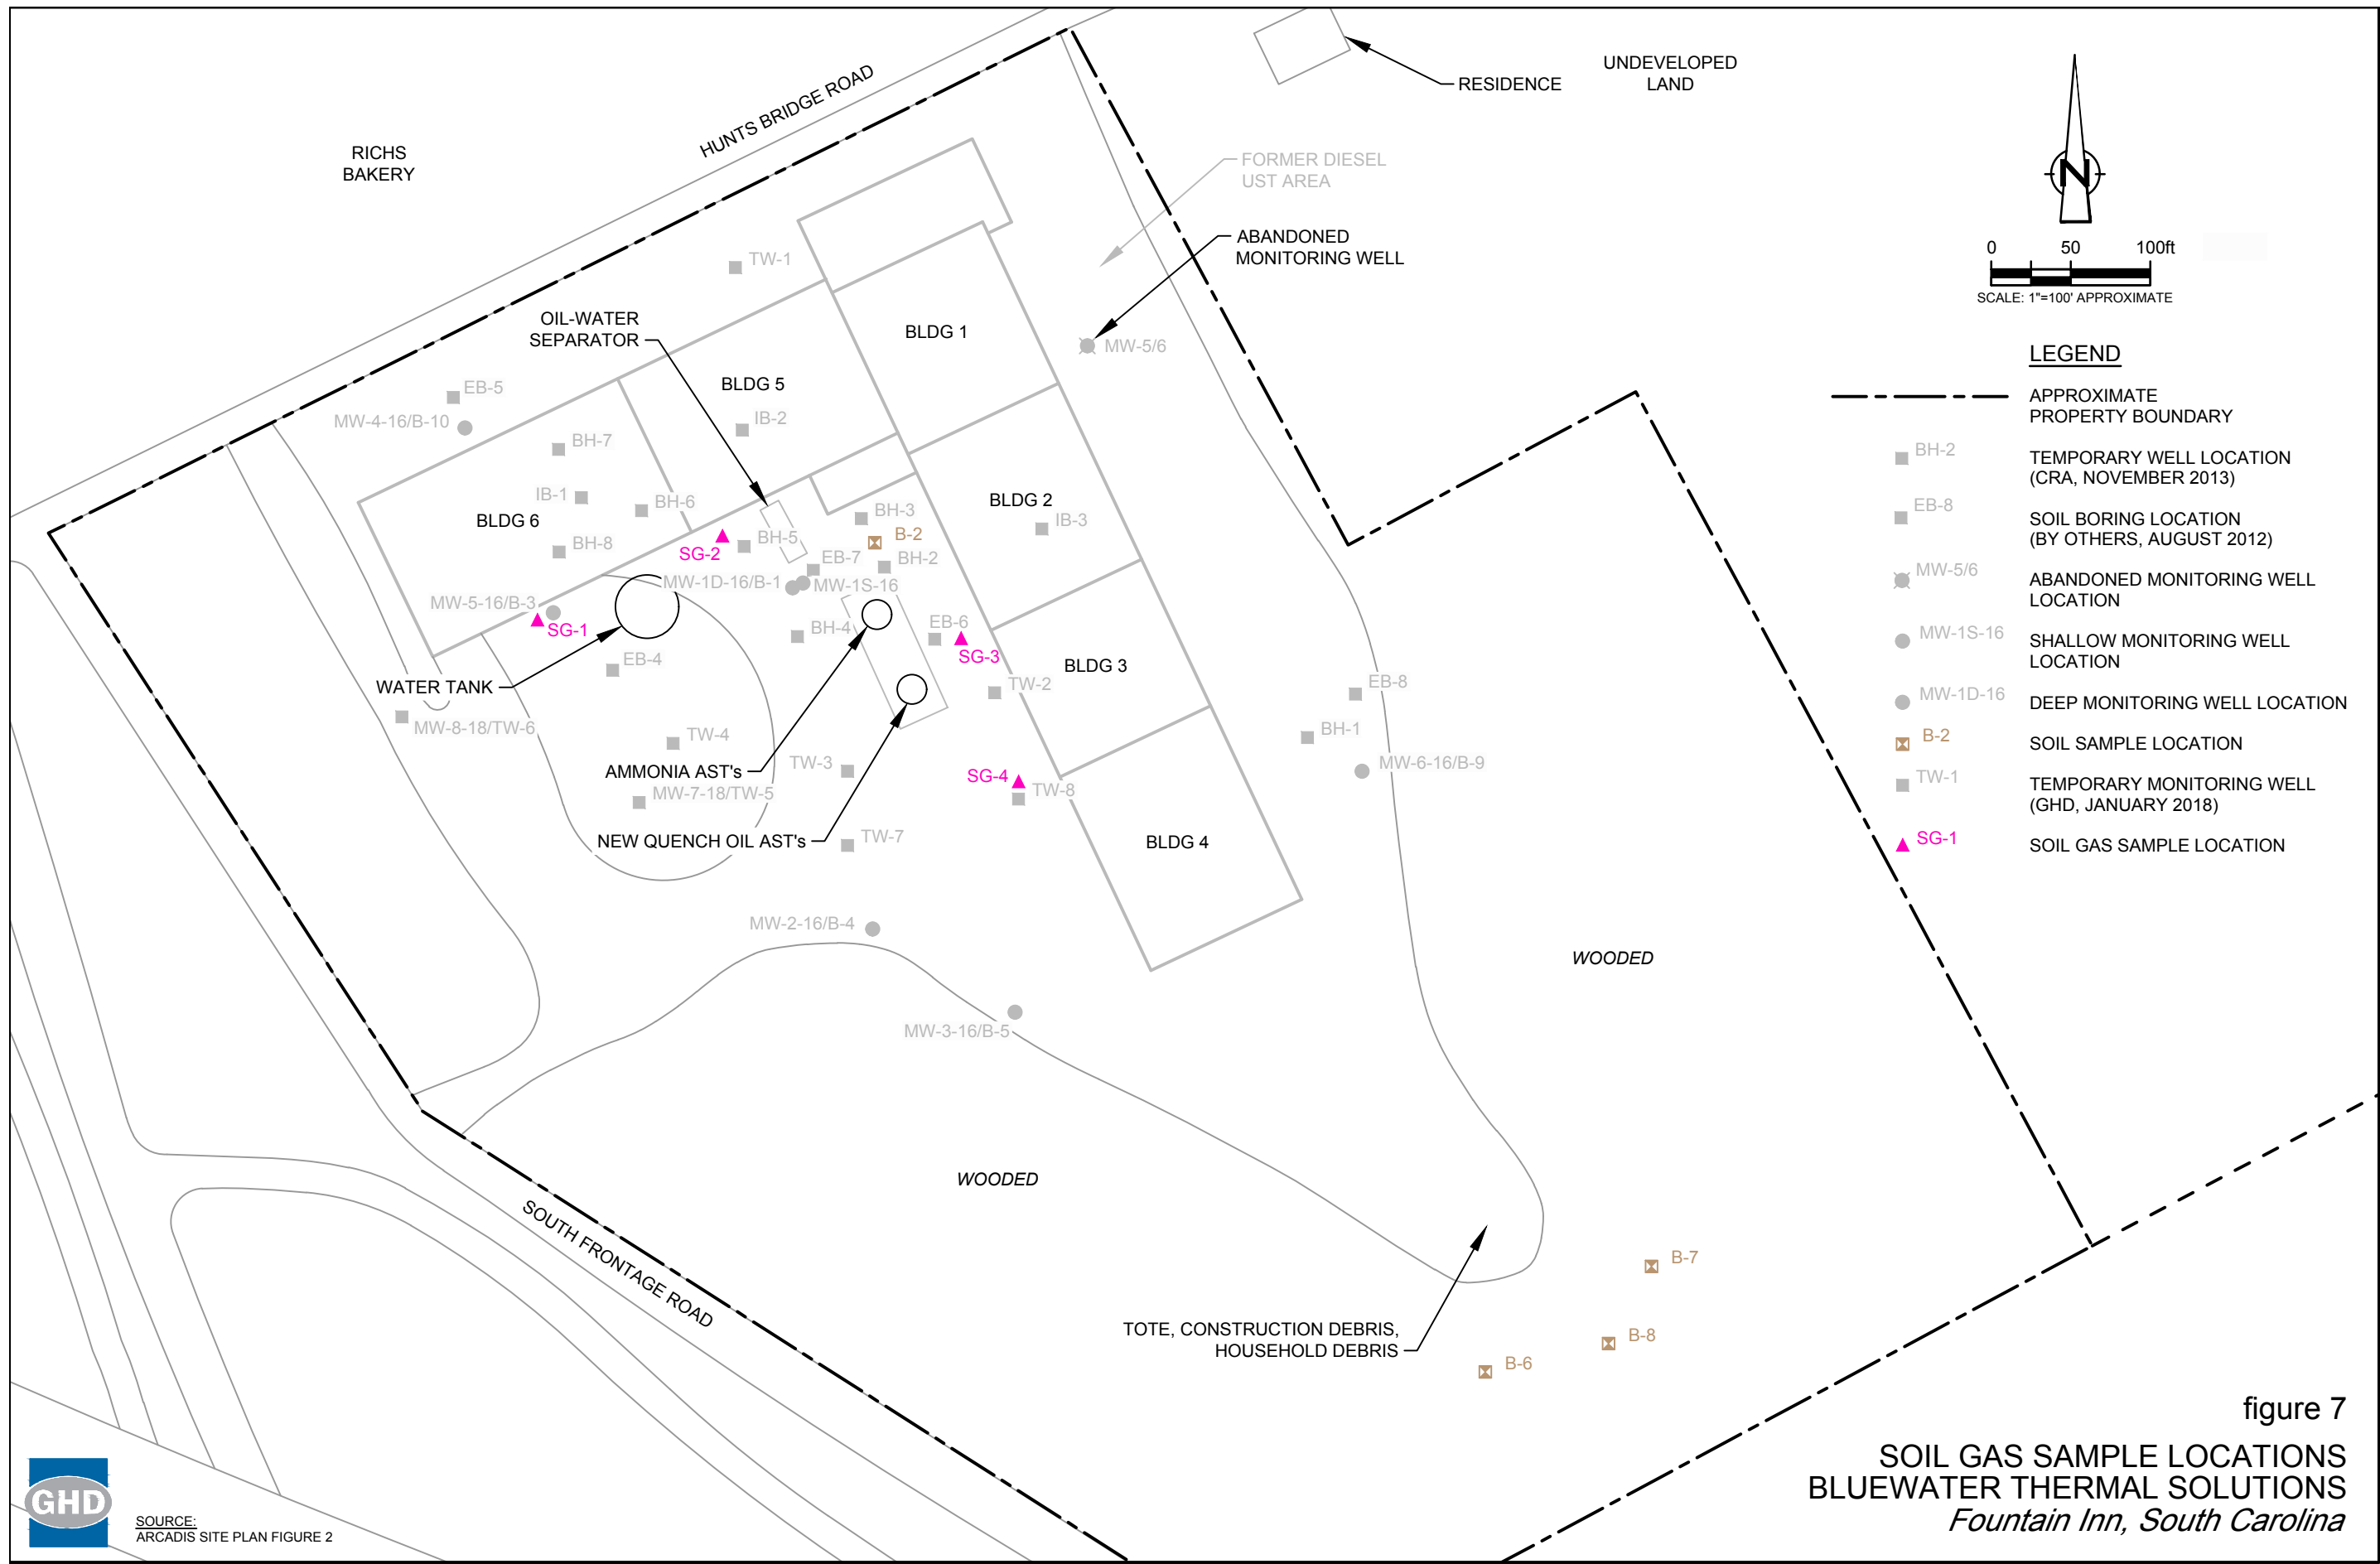 HUNTS BRIDGE ROAD
RICHS
BAKERY
RESIDENCE
UNDEVELOPED
LAND
FORMER DIESEL
UST AREA
ABANDONED
MONITORING WELL
MW-5/6
TW-1
OIL-WATER
SEPARATOR
BLDG 1
BLDG 5
IB-2
EB-5
MW-4-16/B-10
BH-7
IB-1
BH-6
BLDG 6
BH-8
BLDG 2
IB-3
BH-3
B-2
BH-5
SG-2
EB-7
BH-2
MW-1D-16/B-1
MW-1S-16
MW-5-16/B-3
SG-1
BH-4
EB-6
SG-3
EB-4
BLDG 3
WATER TANK
TW-2
EB-8
MW-8-18/TW-6
TW-4
BH-1
TW-3
AMMONIA AST's
MW-6-16/B-9
SG-4
TW-8
MW-7-18/TW-5
NEW QUENCH OIL AST's
TW-7
BLDG 4
MW-2-16/B-4
WOODED
MW-3-16/B-5
WOODED
SOUTH FRONTAGE ROAD
B-7
B-8
B-6
TOTE, CONSTRUCTION DEBRIS,
HOUSEHOLD DEBRIS
N
0 50 100ft
SCALE: 1"=100' APPROXIMATE
LEGEND
APPROXIMATE
PROPERTY BOUNDARY
BH-2 TEMPORARY WELL LOCATION
(CRA, NOVEMBER 2013)
EB-8 SOIL BORING LOCATION
(BY OTHERS, AUGUST 2012)
MW-5/6 ABANDONED MONITORING WELL
LOCATION
MW-1S-16 SHALLOW MONITORING WELL
LOCATION
MW-1D-16 DEEP MONITORING WELL LOCATION
B-2 SOIL SAMPLE LOCATION
TW-1 TEMPORARY MONITORING WELL
(GHD, JANUARY 2018)
SG-1 SOIL GAS SAMPLE LOCATION
figure 7
SOIL GAS SAMPLE LOCATIONS
BLUEWATER THERMAL SOLUTIONS
Fountain Inn, South Carolina
GHD
SOURCE:
ARCADIS SITE PLAN FIGURE 2